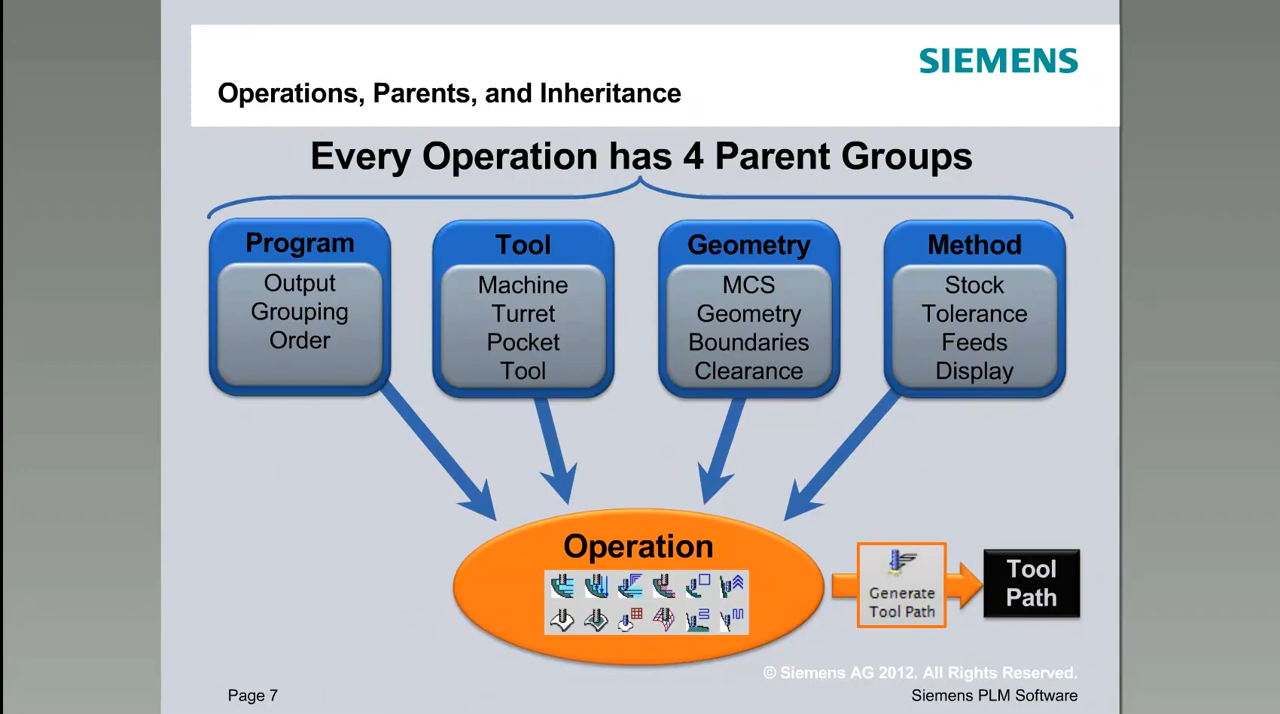 SIEMENS
Operations, Parents, and Inheritance
Every Operation has 4 Parent Groups
Program
Output
Grouping
Order
Tool
Machine
Turret
Pocket
Tool
Geometry
MCS
Geometry
Boundaries
Clearance
Method
Stock
Tolerance
Feeds
Display
Operation
Generate
Tool Path
Tool
Path
© Siemens AG 2012. All Rights Reserved.
Page 7
Siemens PLM Software